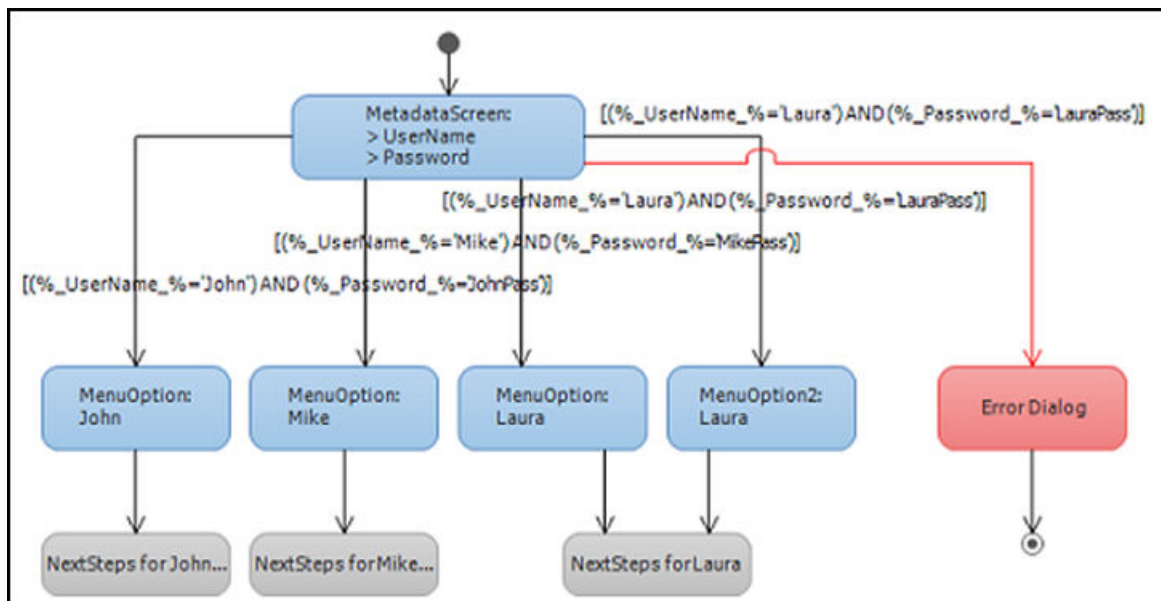 MetadataScreen:
> UserName
> Password
[(%_UserName_%='Laura') AND (%_Password_%='LauraPass')]
[(%_UserName_%='Laura') AND (%_Password_%='LauraPass')]
[(%_UserName_%='Mike') AND (%_Password_%='MikePass')]
[(%_UserName_%='John') AND (%_Password_%='JohnPass')]
MenuOption:
John
MenuOption:
Mike
MenuOption:
Laura
MenuOption2:
Laura
Error Dialog
NextSteps for John...
NextSteps for Mike...
NextSteps for Laura